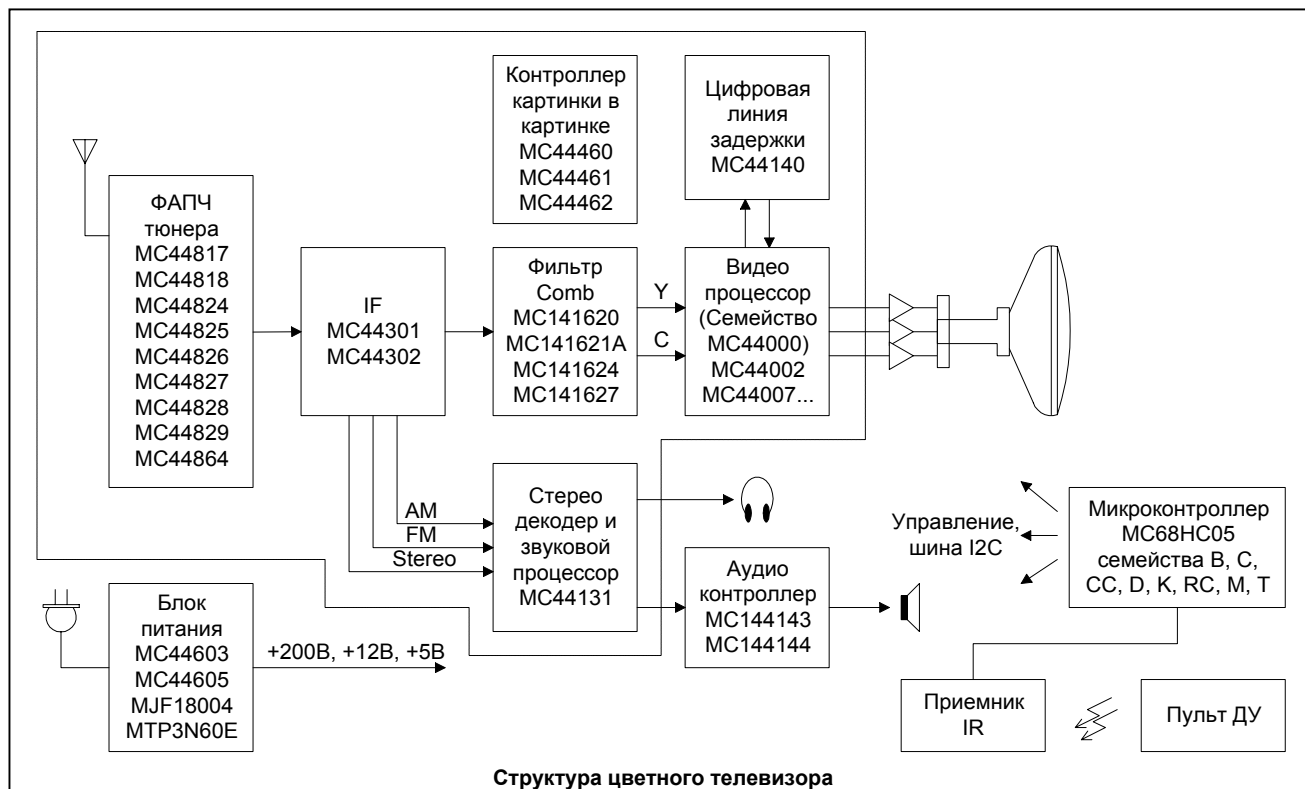 Контроллер
картинки в
картинке
MC44460
MC44461
MC44462
Цифровая
линия
задержки
MC44140
ФАПЧ
тюнера
MC44817
MC44818
MC44824
MC44825
MC44826
MC44827
MC44828
MC44829
MC44864
IF
MC44301
MC44302
Фильтр
Comb
MC141620
MC141621A
MC141624
MC141627
Y
C
Видео
процессор
(Семейство
MC44000)
MC44002
MC44007...
AM
FM
Stereo
Стерео
декодер и
звуковой
процессор
MC44131
Аудио
контроллер
MC144143
MC144144
Управление,
шина I2C
Микроконтроллер
MC68HC05
семейства B, C,
CC, D, K, RC, M, T
Блок
питания
MC44603
MC44605
MJF18004
MTP3N60E
+200В, +12В, +5В
Приемник
IR
Пульт ДУ
Структура цветного телевизора